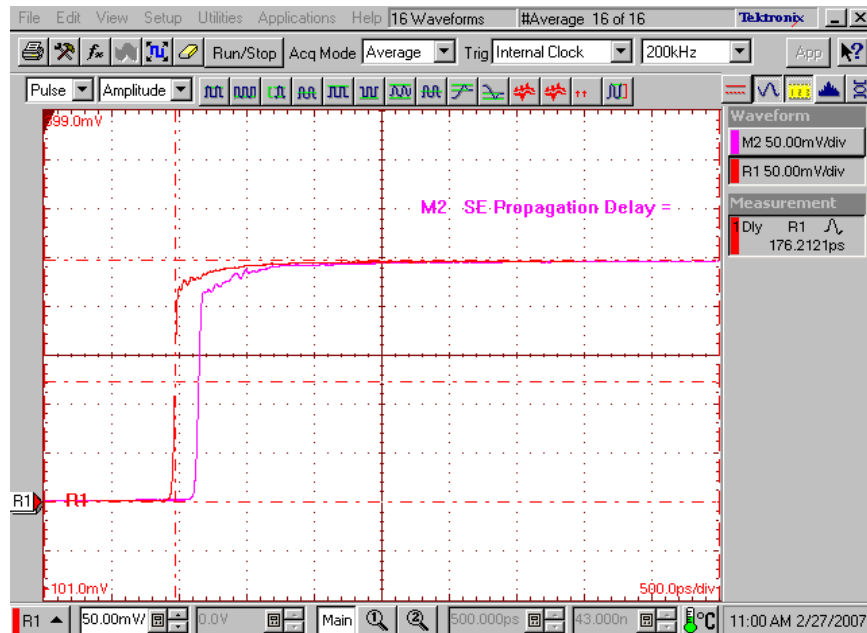 File Edit View Setup Utilities Applications Help 16 Waveforms #Average 16 of 16 Tektronix
Run/Stop Acq Mode Average Trig Internal Clock 200kHz App
Pulse Amplitude
399.0mV
M2 SE Propagation Delay =
Waveform
M2 50.00mV/div
R1 50.00mV/div
Measurement
1 Dly R1
176.2121ps
R1 R1
-101.0mV
500.0ps/div
R1 50.00mV/ 0.0V Main 1 2 500.000ps 43.000n °C 11:00 AM 2/27/2007